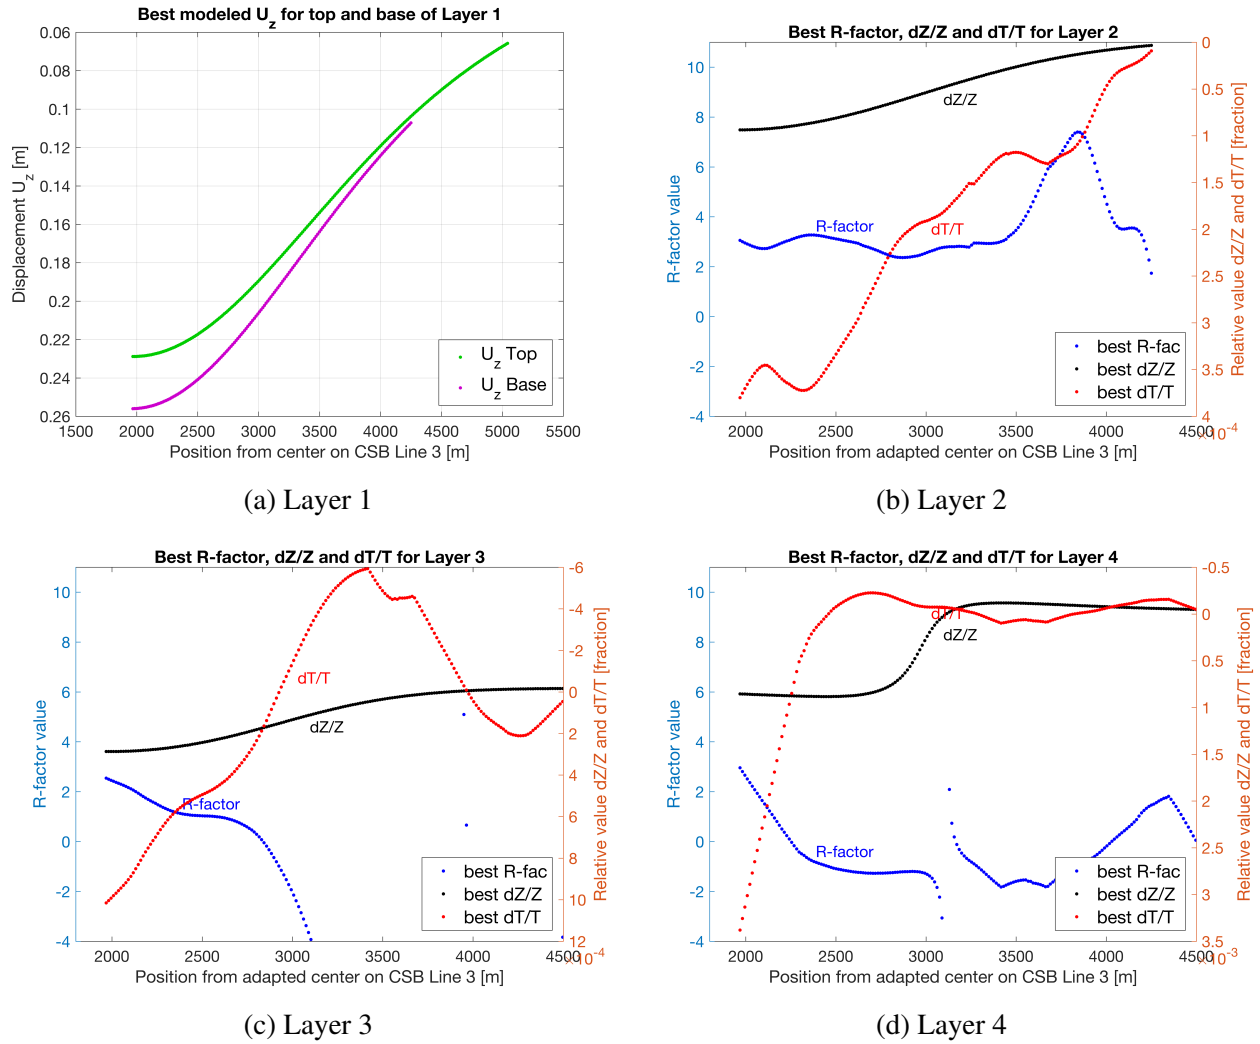 Best modeled Uz for top and base of Layer 1
0.06
0.08
0.1
0.12
0.14
0.16
0.18
0.2
0.22
0.24
0.26
Displacement Uz [m]
Uz Top
Uz Base
1500 2000 2500 3000 3500 4000 4500 5000 5500
Position from center on CSB Line 3 [m]
(a) Layer 1
Best R-factor, dZ/Z and dT/T for Layer 2
10
8
6
4
2
0
-2
-4
R-factor value
dZ/Z
R-factor
dT/T
best R-fac
best dZ/Z
best dT/T
0
0.5
1
1.5
2
2.5
3
3.5
4
×10-4
Relative value dZ/Z and dT/T [fraction]
2000 2500 3000 3500 4000 4500
Position from adapted center on CSB Line 3 [m]
(b) Layer 2
Best R-factor, dZ/Z and dT/T for Layer 3
10
8
6
4
2
0
-2
-4
R-factor value
dT/T
dZ/Z
R-factor
best R-fac
best dZ/Z
best dT/T
-6
-4
-2
0
2
4
6
8
10
12
×10-4
Relative value dZ/Z and dT/T [fraction]
2000 2500 3000 3500 4000 4500
Position from adapted center on CSB Line 3 [m]
(c) Layer 3
Best R-factor, dZ/Z and dT/T for Layer 4
10
8
6
4
2
0
-2
-4
R-factor value
dT/T
dZ/Z
R-factor
best R-fac
best dZ/Z
best dT/T
-0.5
0
0.5
1
1.5
2
2.5
3
3.5
×10-3
Relative value dZ/Z and dT/T [fraction]
2000 2500 3000 3500 4000 4500
Position from adapted center on CSB Line 3 [m]
(d) Layer 4